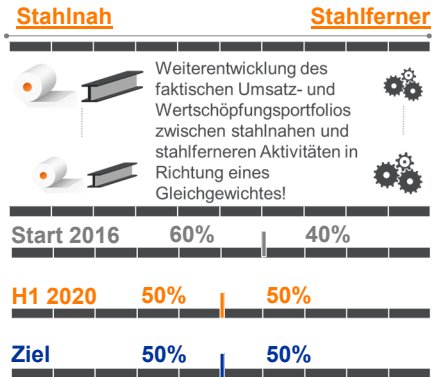 Stahlnah Stahlferner
Weiterentwicklung des
faktischen Umsatz- und
Wertschöpfungsportfolios
zwischen stahlnahen und
stahlferneren Aktivitäten in
Richtung eines
Gleichgewichtes!
Start 2016 60% 40%
H1 2020 50% 50%
Ziel 50% 50%